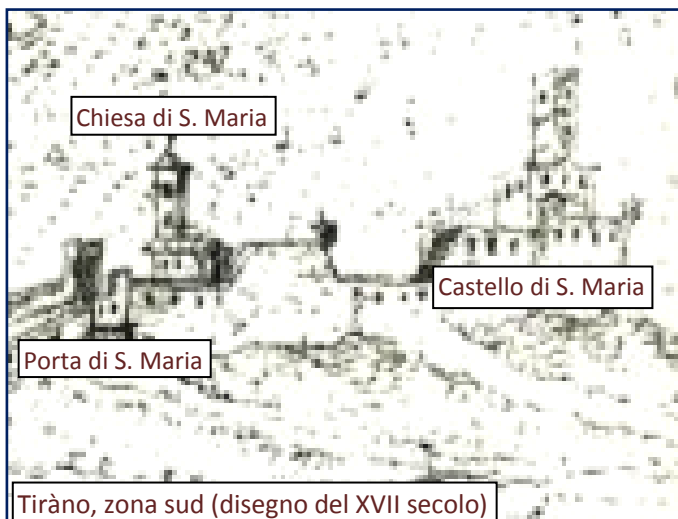 Chiesa di S. Maria
Castello di S. Maria
Porta di S. Maria
Tiràno, zona sud (disegno del XVII secolo)